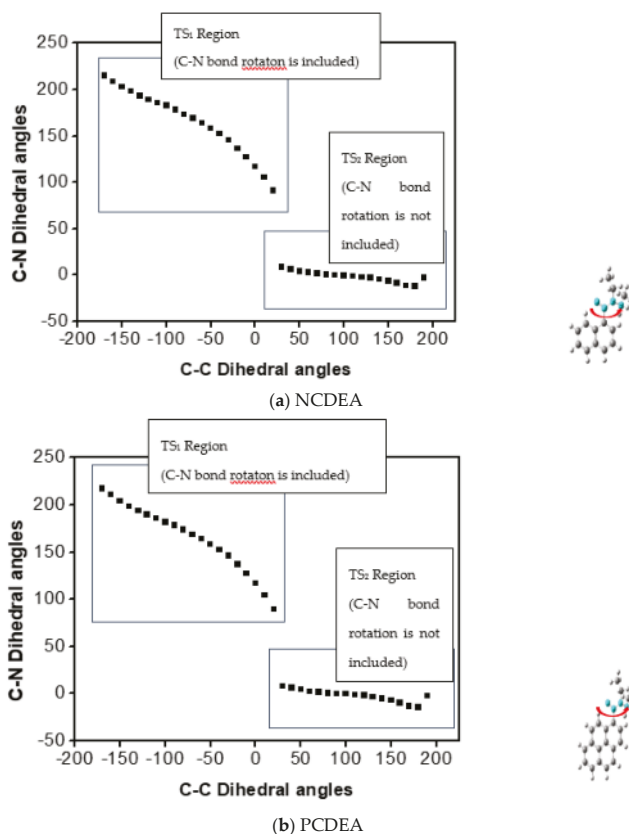 TS₁ Region
(C-N bond rotaton is included)
250
200
150
100
50
0
-50
C-N Dihedral angles
TS₂ Region
(C-N bond
rotation is not
included)
-200 -150 -100 -50 0 50 100 150 200
C-C Dihedral angles
(a) NCDEA
TS₁ Region
(C-N bond rotaton is included)
250
200
150
100
50
0
-50
C-N Dihedral angles
TS₂ Region
(C-N bond
rotation is not
included)
-200 -150 -100 -50 0 50 100 150 200
C-C Dihedral angles
(b) PCDEA